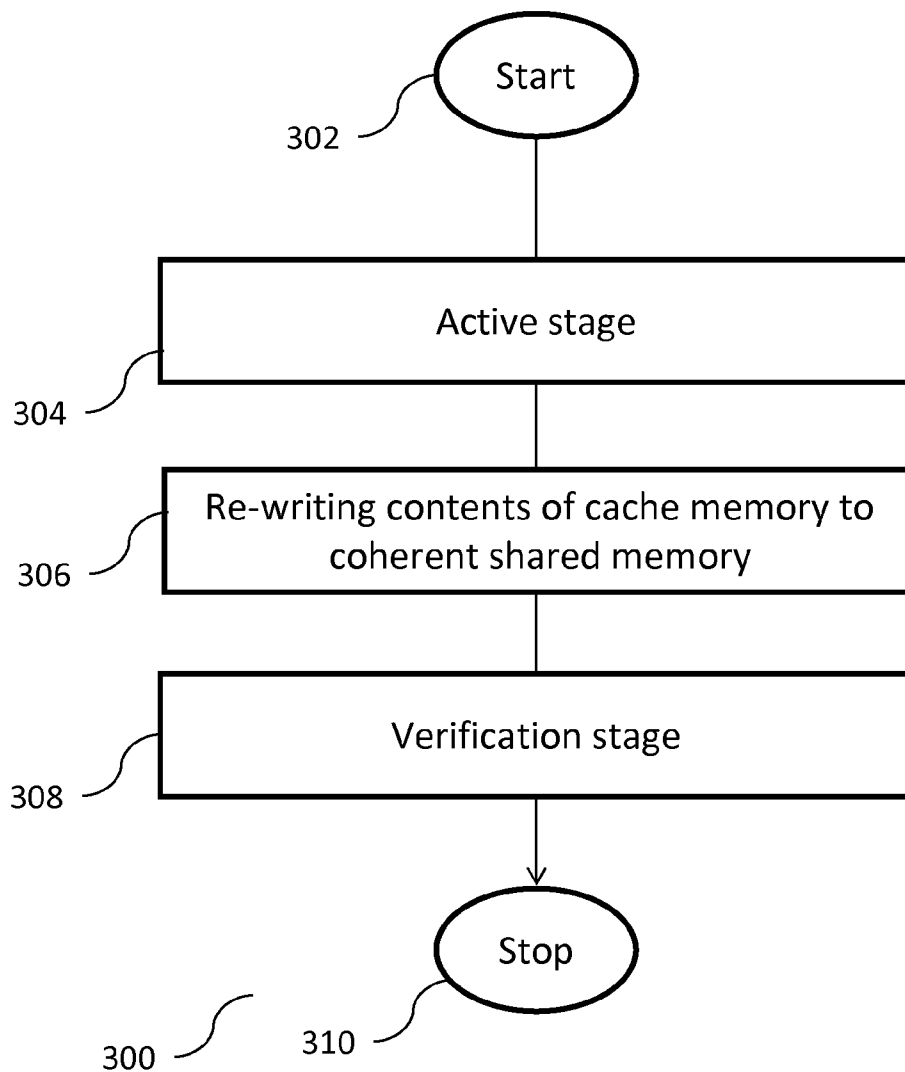 Start
302
Active stage
304
Re-writing contents of cache memory to
coherent shared memory
306
Verification stage
308
Stop
300
310